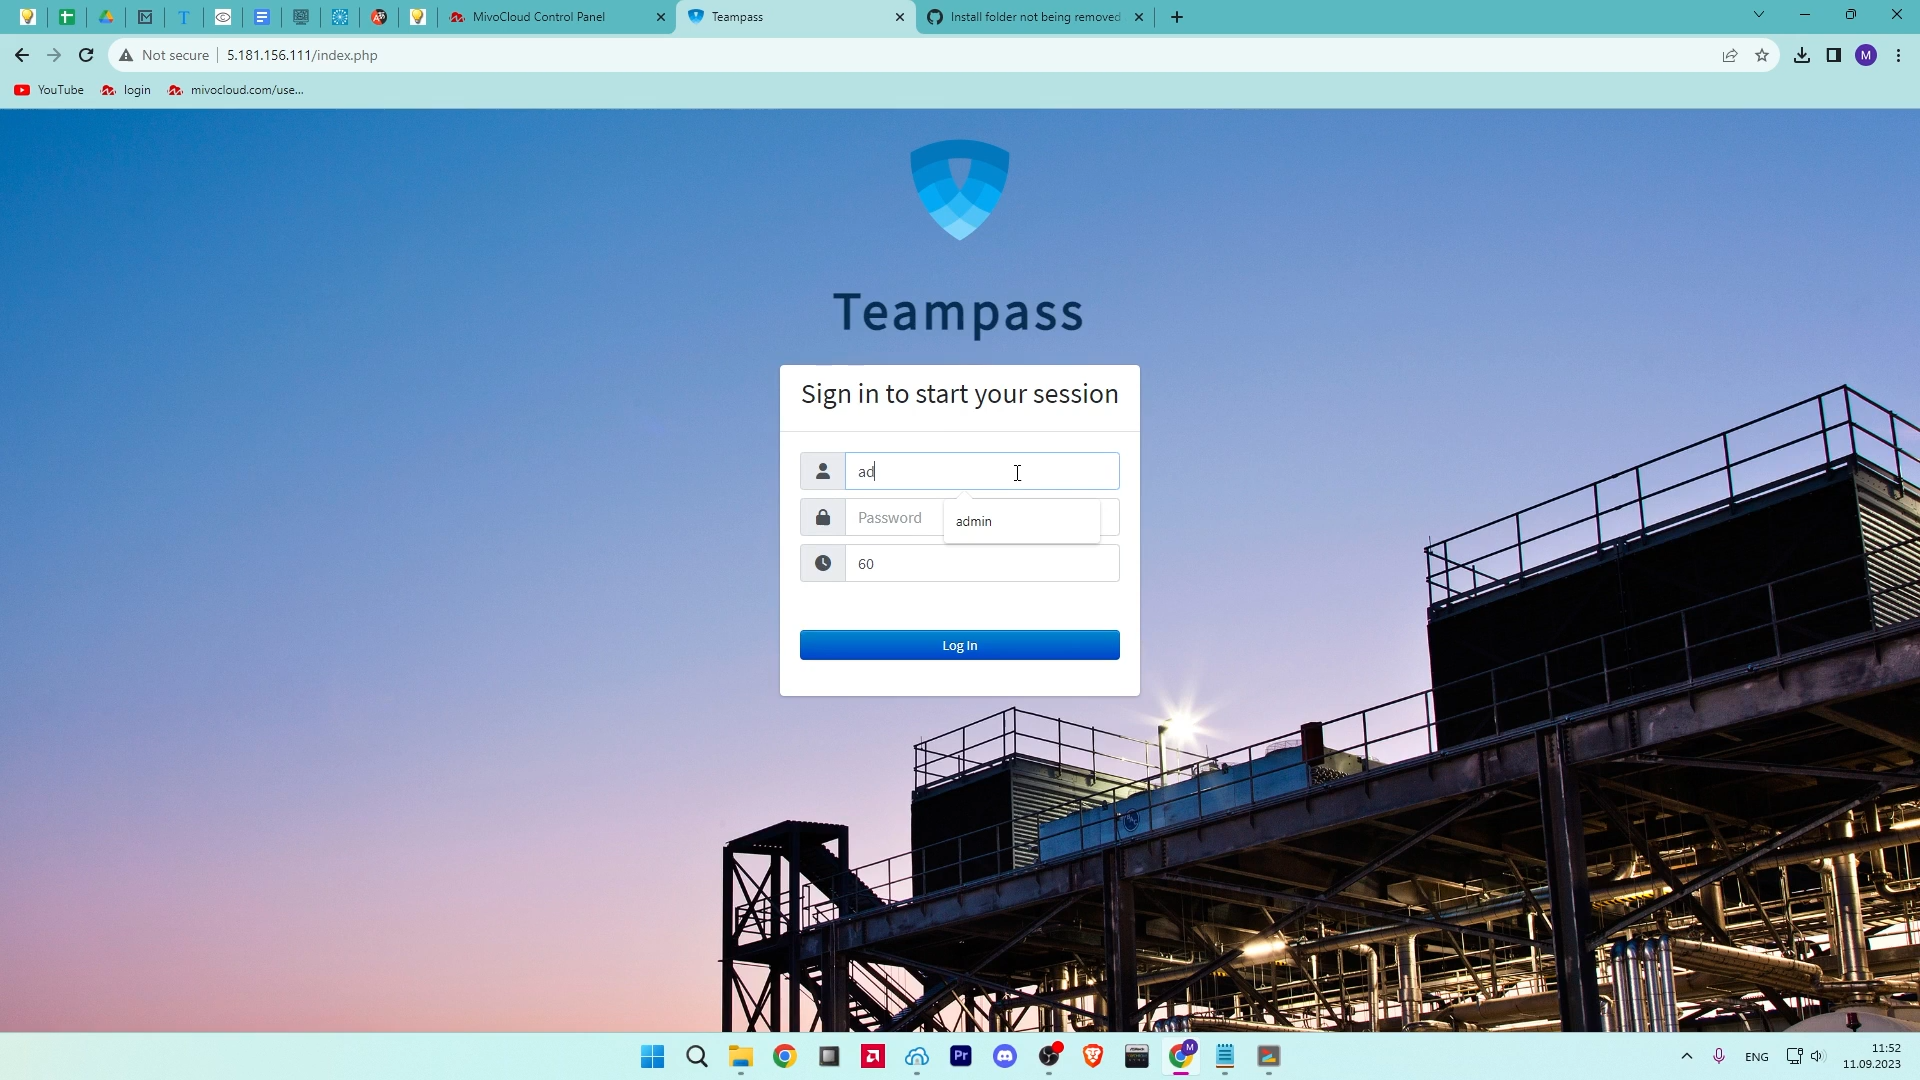 MivoCloud Control Panel
Teampass
Install folder not being removed
Not secure
5.181.156.111/index.php
M
YouTube
login
mivocloud.com/use...
Teampass
Sign in to start your session
ad
Password
admin
60
Log In
Pr
M
ENG
11:52
11.09.2023